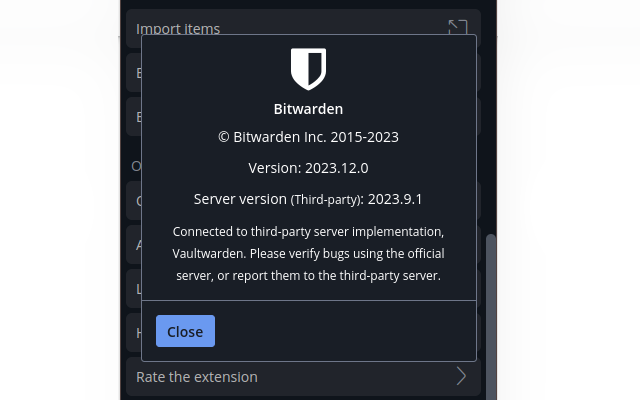 Import items
Bitwarden
© Bitwarden Inc. 2015-2023
Version: 2023.12.0
Server version (Third-party): 2023.9.1
Connected to third-party server implementation,
Vaultwarden. Please verify bugs using the official
server, or report them to the third-party server.
Close
Rate the extension